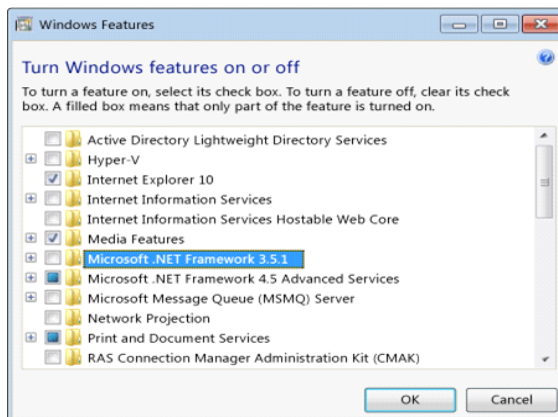 Windows Features
Turn Windows features on or off
To turn a feature on, select its check box. To turn a feature off, clear its check
box. A filled box means that only part of the feature is turned on.
Active Directory Lightweight Directory Services
Hyper-V
Internet Explorer 10
Internet Information Services
Internet Information Services Hostable Web Core
Media Features
Microsoft .NET Framework 3.5.1
Microsoft .NET Framework 4.5 Advanced Services
Microsoft Message Queue (MSMQ) Server
Network Projection
Print and Document Services
RAS Connection Manager Administration Kit (CMAK)
OK Cancel